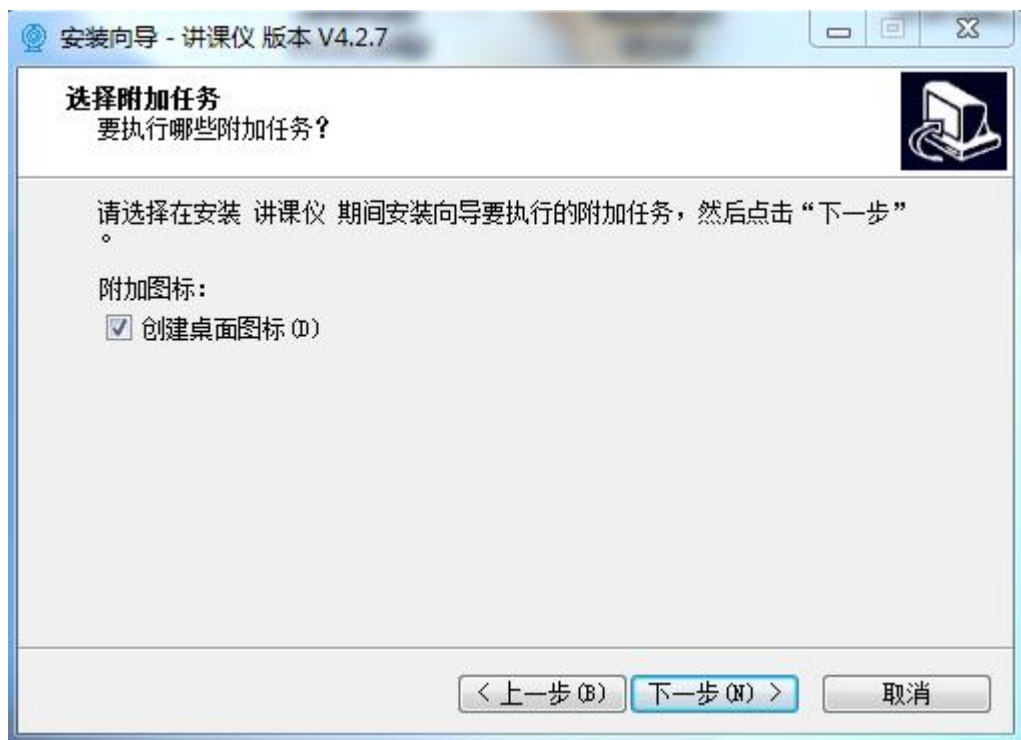 安装向导 - 讲课仪 版本 V4.2.7
选择附加任务
要执行哪些附加任务?
请选择在安装 讲课仪 期间安装向导要执行的附加任务，然后点击“下一步”
。
附加图标:
创建桌面图标(D)
< 上一步(B)
下一步(N) >
取消